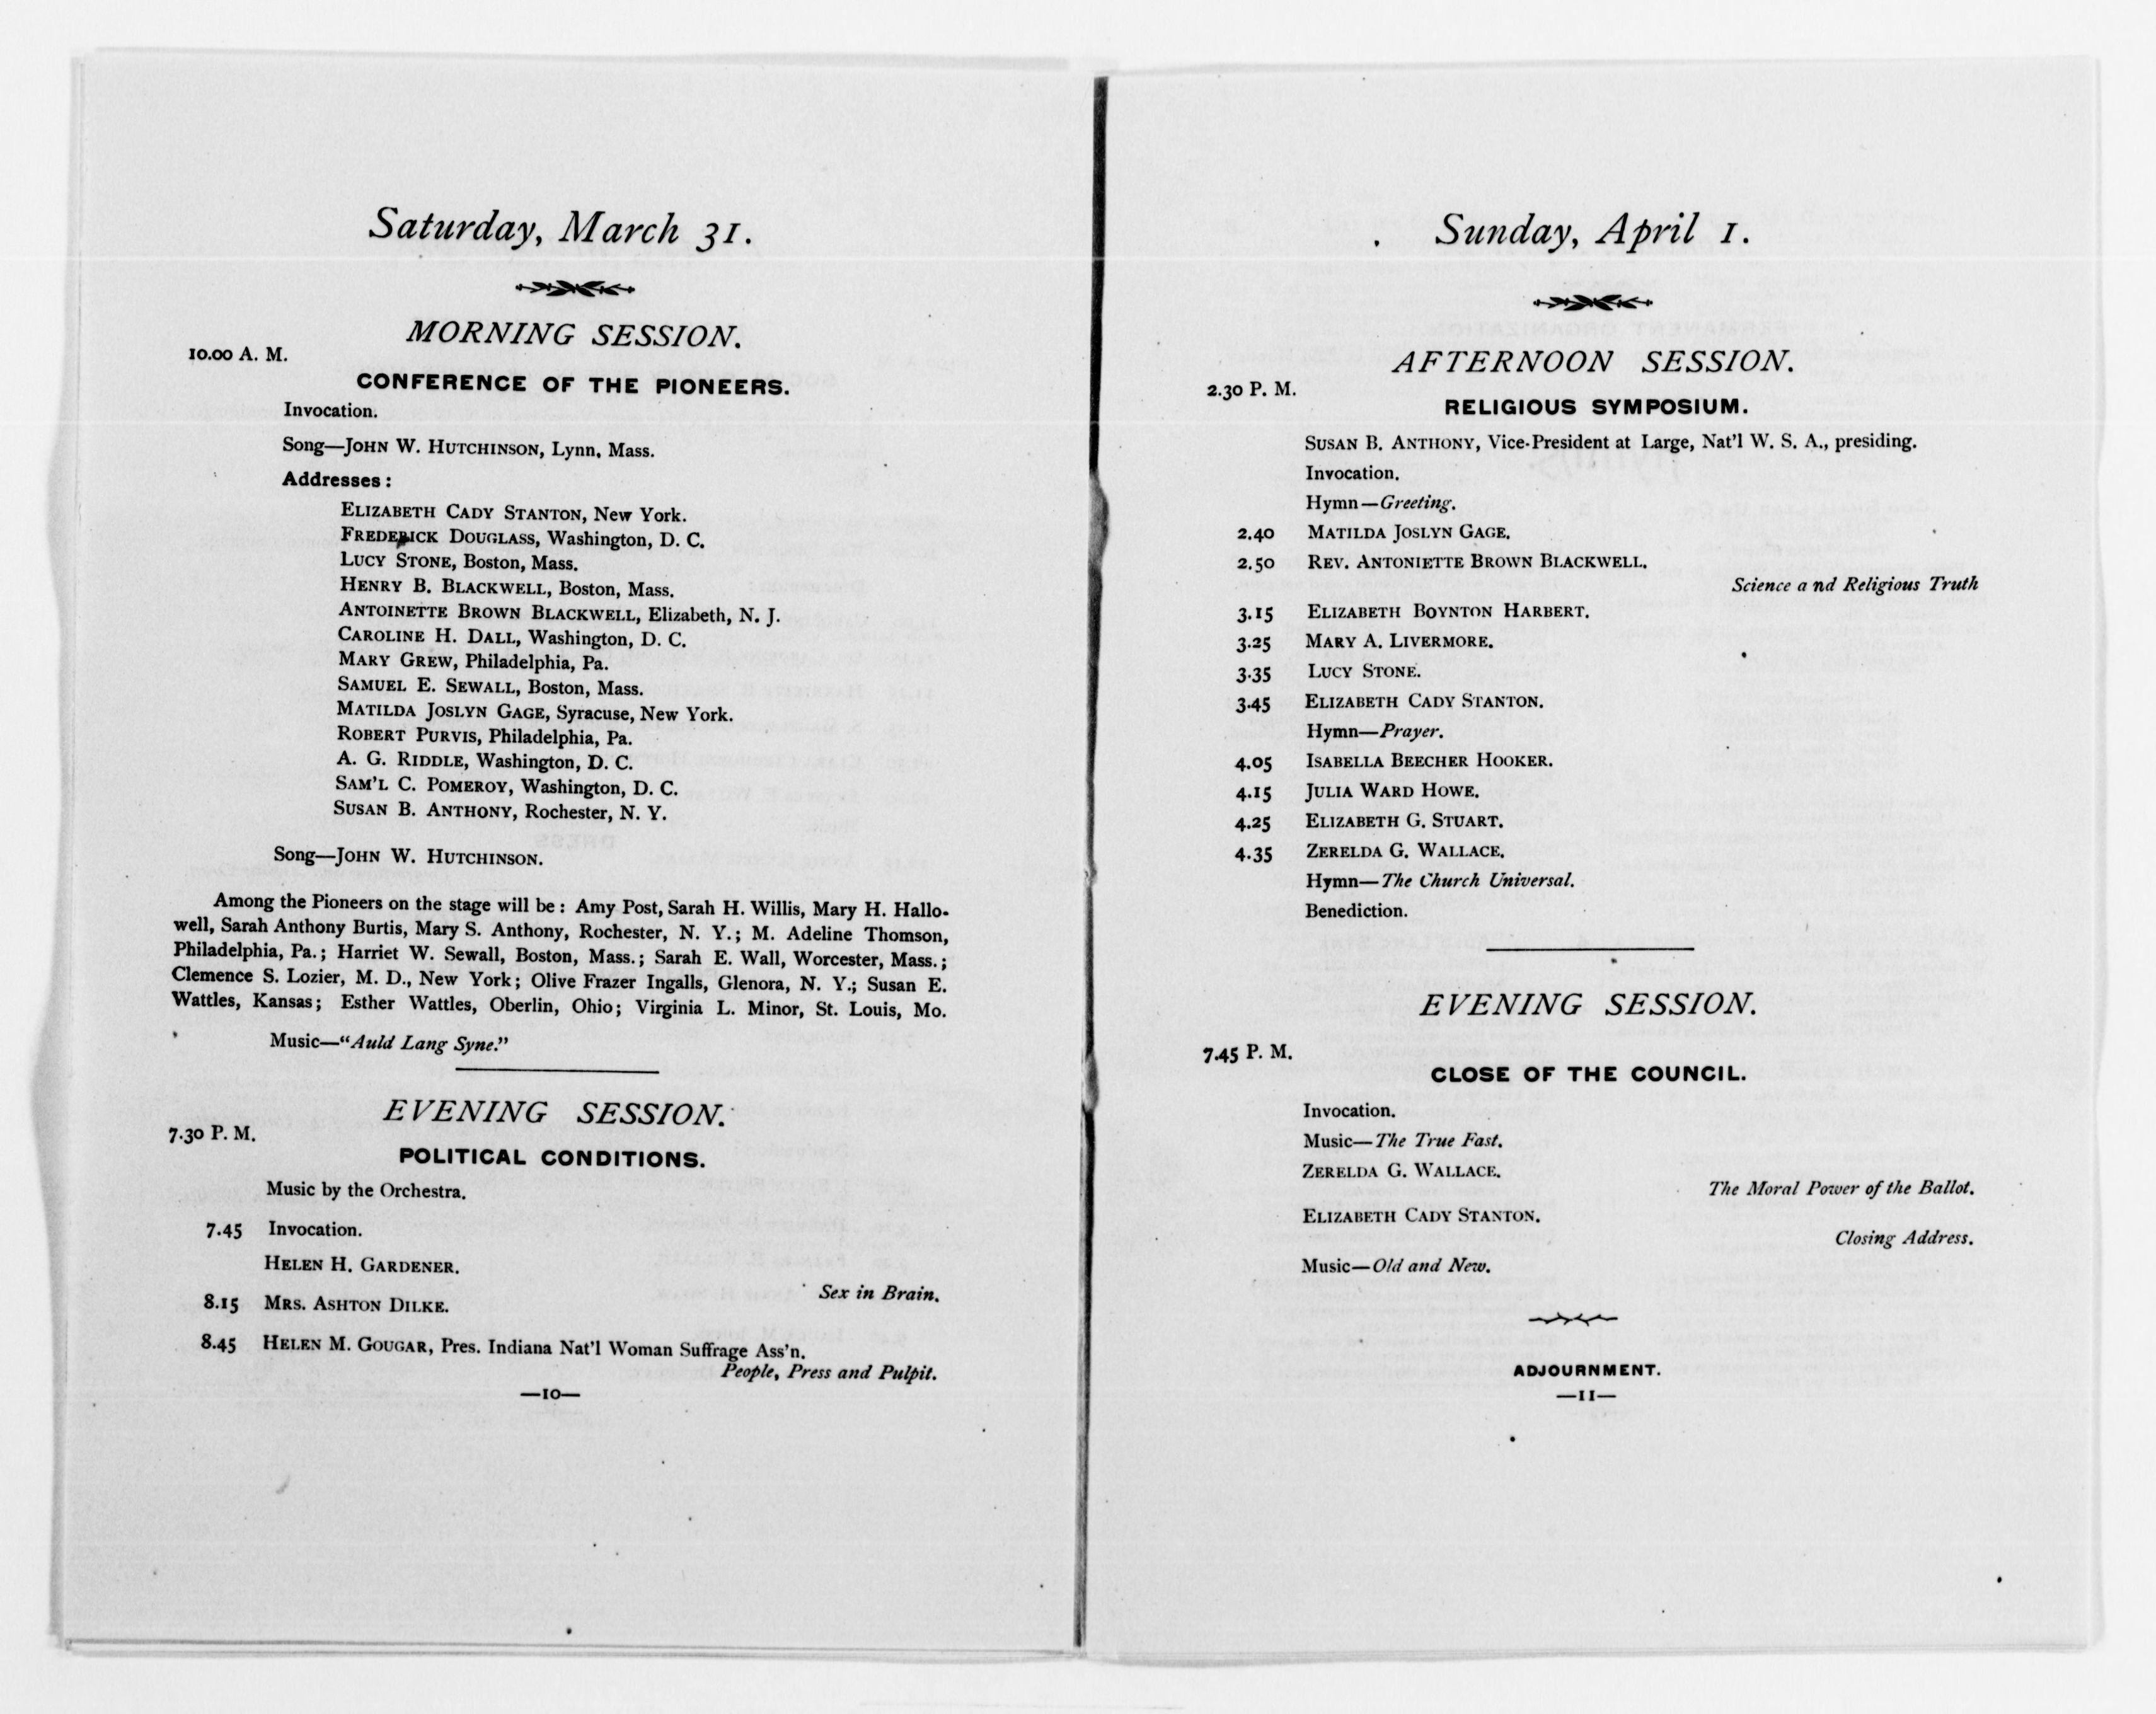 Saturday, March 31.
MORNING SESSION.
10.00 A. M.
CONFERENCE OF THE PIONEERS.
Invocation.
Song—JOHN W. HUTCHINSON, Lynn, Mass.
Addresses:
ELIZABETH CADY STANTON, New York.
FREDERICK DOUGLASS, Washington, D. C.
LUCY STONE, Boston, Mass.
HENRY B. BLACKWELL, Boston, Mass.
ANTOINETTE BROWN BLACKWELL, Elizabeth, N. J.
CAROLINE H. DALL, Washington, D. C.
MARY GREW, Philadelphia, Pa.
SAMUEL E. SEWALL, Boston, Mass.
MATILDA JOSLYN GAGE, Syracuse, New York.
ROBERT PURVIS, Philadelphia, Pa.
A. G. RIDDLE, Washington, D. C.
SAM'L C. POMEROY, Washington, D. C.
SUSAN B. ANTHONY, Rochester, N. Y.
Song—JOHN W. HUTCHINSON.
Among the Pioneers on the stage will be: Amy Post, Sarah H. Willis, Mary H. Hallo-
well, Sarah Anthony Burtis, Mary S. Anthony, Rochester, N. Y.; M. Adeline Thomson,
Philadelphia, Pa.; Harriet W. Sewall, Boston, Mass.; Sarah E. Wall, Worcester, Mass.;
Clemence S. Lozier, M. D., New York; Olive Frazer Ingalls, Glenora, N. Y.; Susan E.
Wattles, Kansas; Esther Wattles, Oberlin, Ohio; Virginia L. Minor, St. Louis, Mo.
Music—"Auld Lang Syne."
EVENING SESSION.
7.30 P. M.
POLITICAL CONDITIONS.
Music by the Orchestra.
7.45 Invocation.
HELEN H. GARDENER.
Sex in Brain.
8.15 MRS. ASHTON DILKE.
8.45 HELEN M. GOUGAR, Pres. Indiana Nat'l Woman Suffrage Ass'n.
People, Press and Pulpit.
—10—
Sunday, April 1.
AFTERNOON SESSION.
2.30 P. M.
RELIGIOUS SYMPOSIUM.
SUSAN B. ANTHONY, Vice-President at Large, Nat'l W. S. A., presiding.
Invocation.
Hymn—Greeting.
2.40 MATILDA JOSLYN GAGE.
2.50 REV. ANTONIETTE BROWN BLACKWELL.
Science and Religious Truth
3.15 ELIZABETH BOYNTON HARBERT.
3.25 MARY A. LIVERMORE.
3.35 LUCY STONE.
3.45 ELIZABETH CADY STANTON.
Hymn—Prayer.
4.05 ISABELLA BEECHER HOOKER.
4.15 JULIA WARD HOWE.
4.25 ELIZABETH G. STUART.
4.35 ZERELDA G. WALLACE.
Hymn—The Church Universal.
Benediction.
EVENING SESSION.
7.45 P. M.
CLOSE OF THE COUNCIL.
Invocation.
Music—The True Fast.
ZERELDA G. WALLACE.
The Moral Power of the Ballot.
ELIZABETH CADY STANTON.
Closing Address.
Music—Old and New.
ADJOURNMENT.
—11—